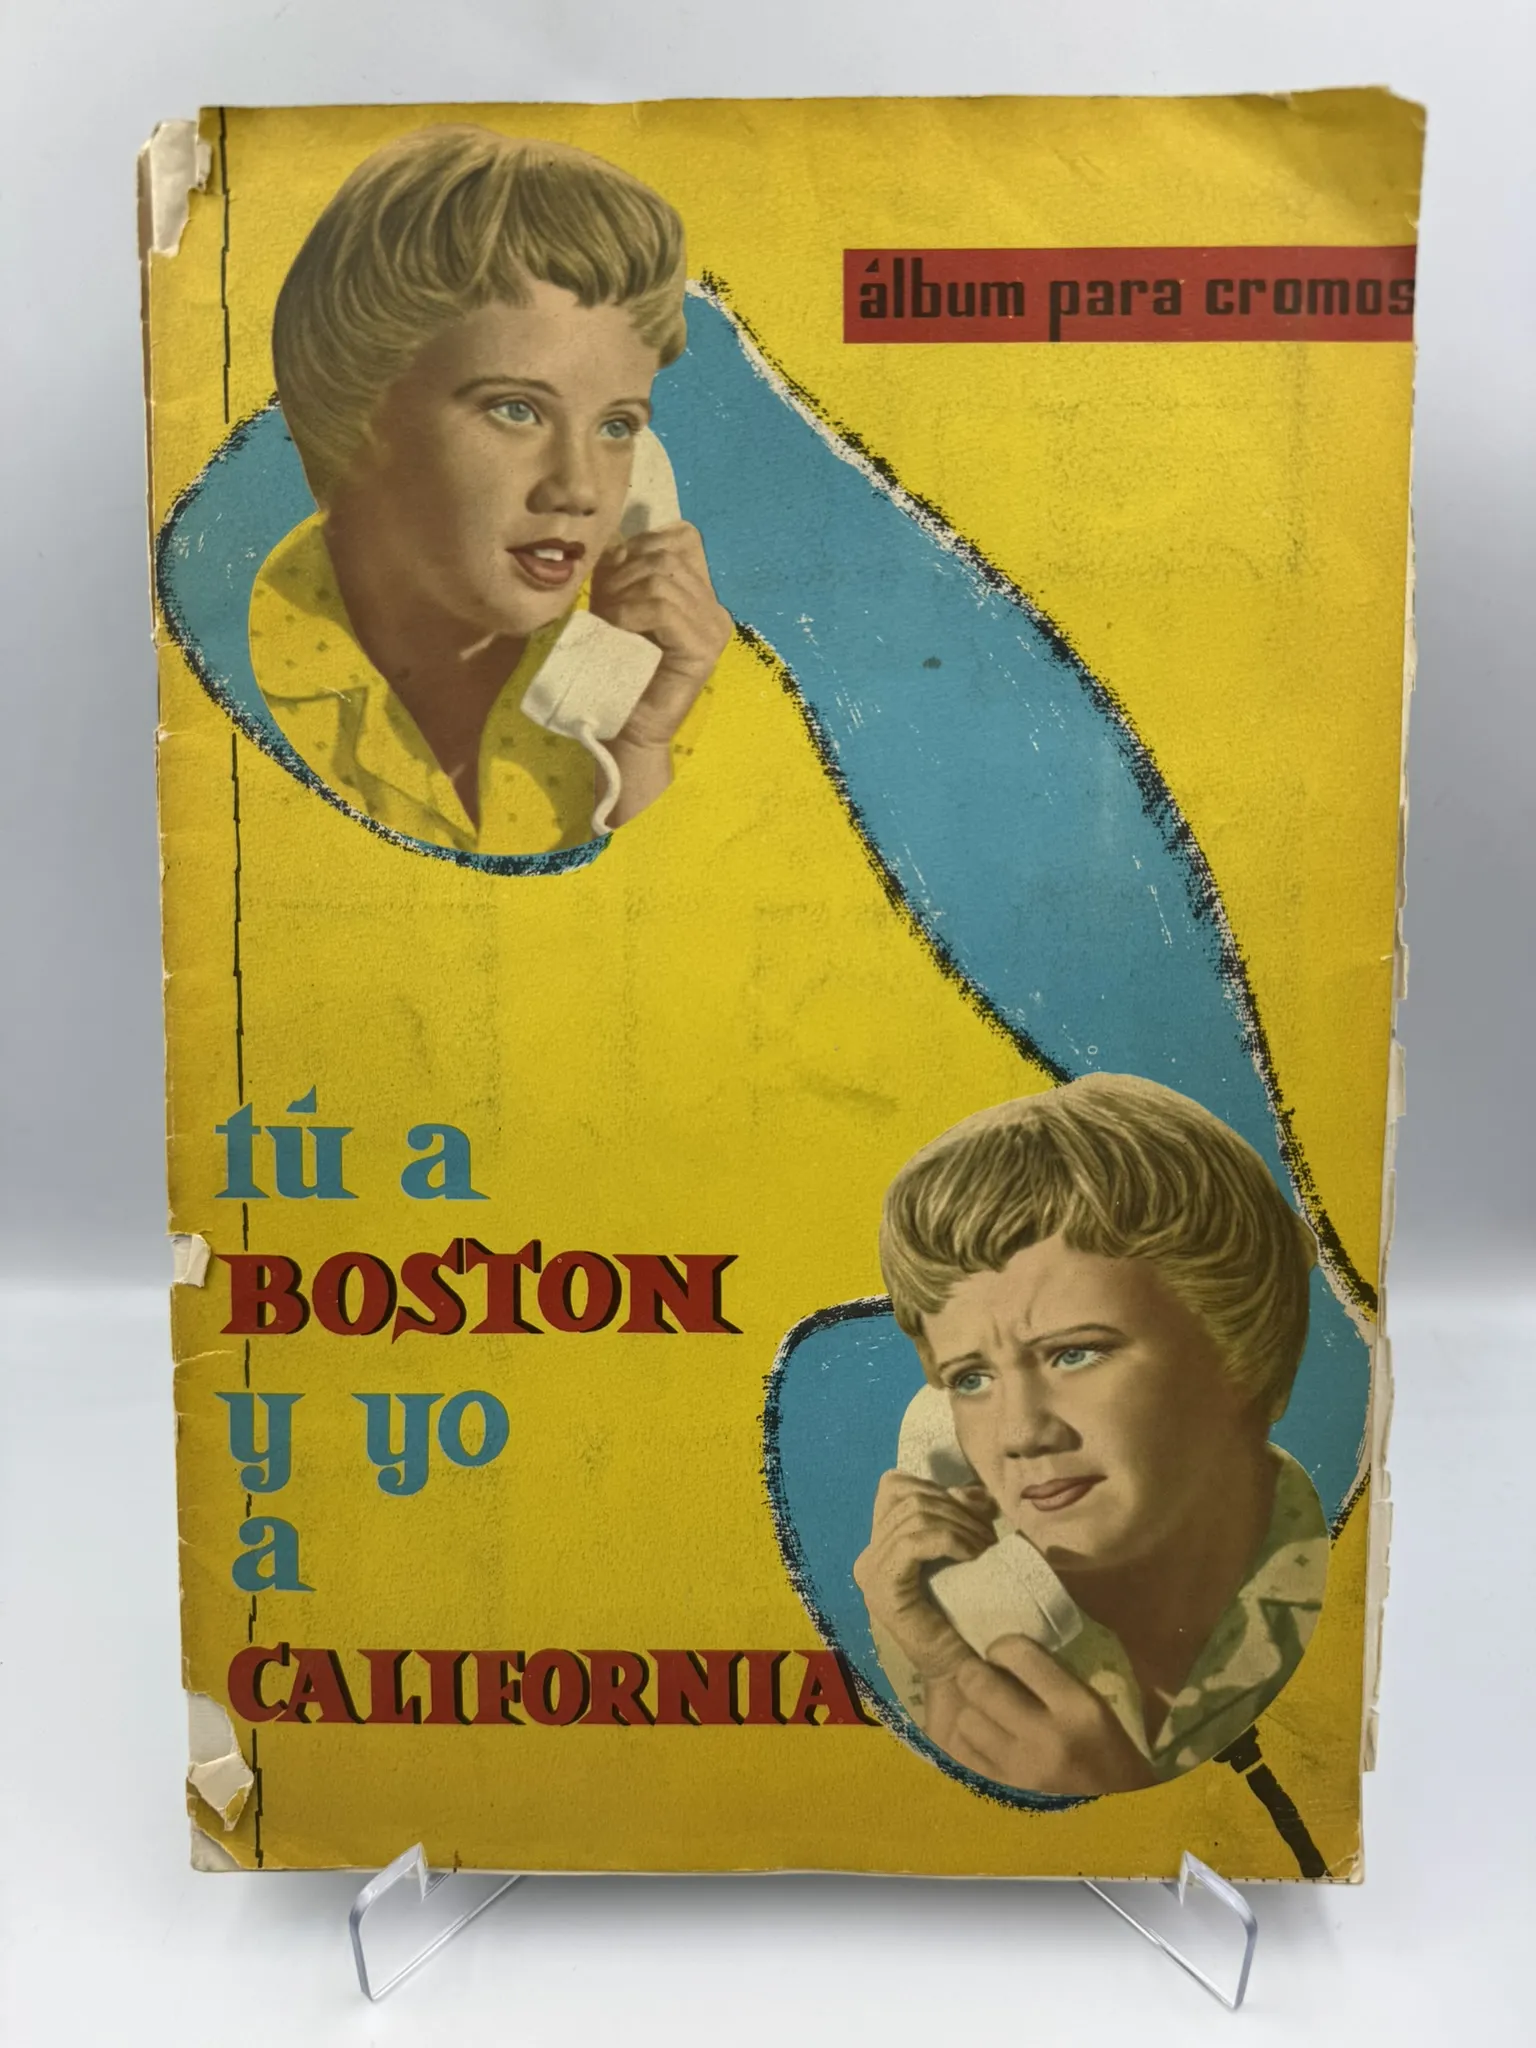 álbum para cromos
tú a
BOSTON
y yo
a
CALIFORNIA